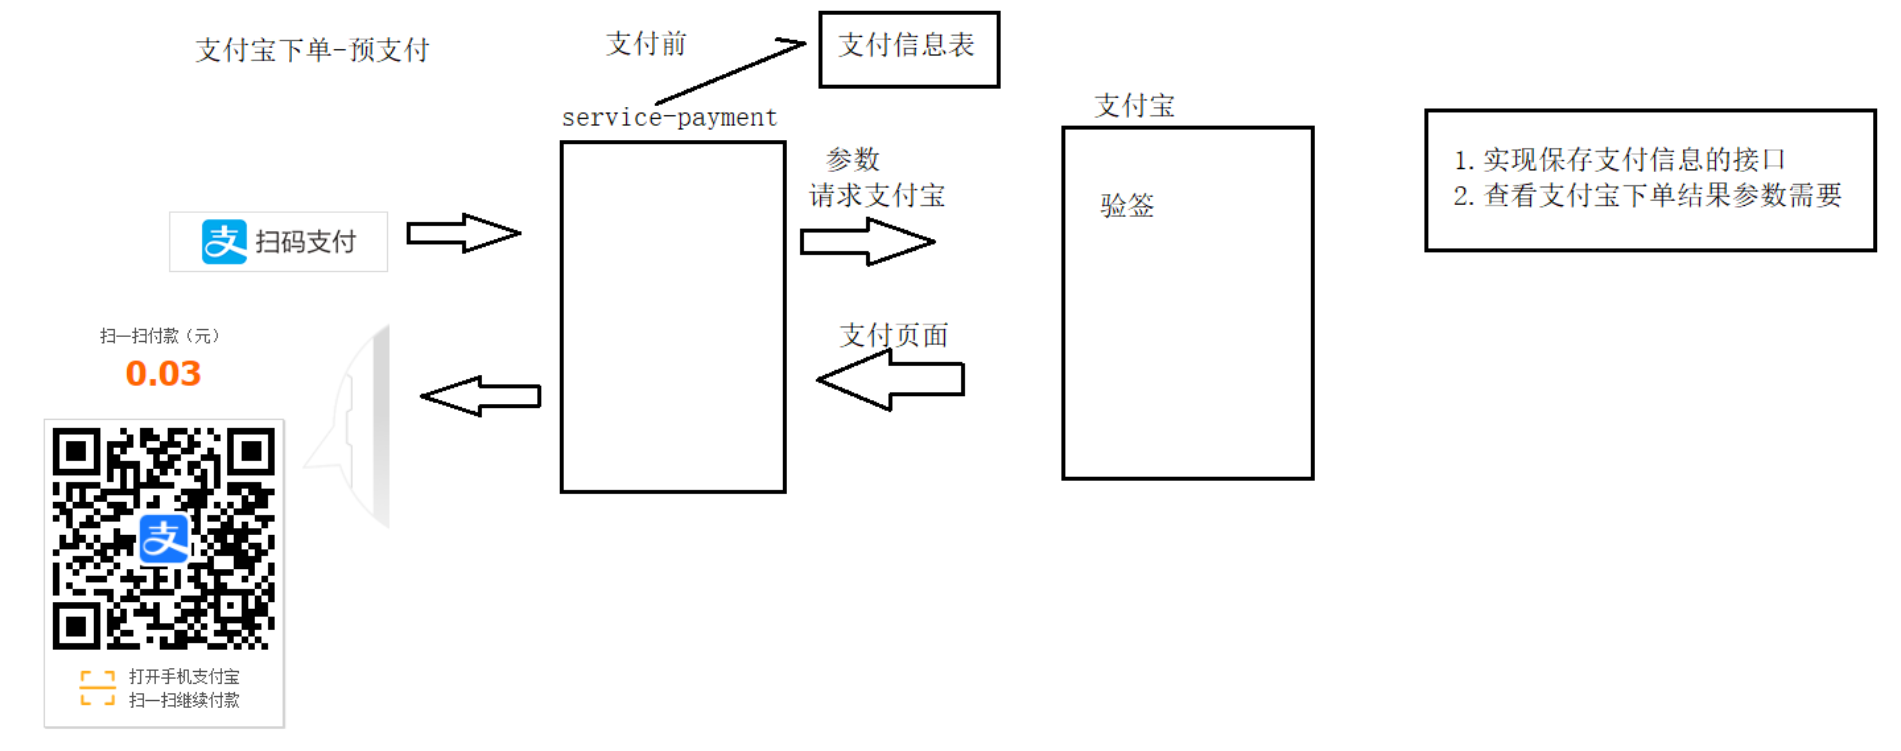 支付宝下单-预支付
支付前
支付信息表
service-payment
支付宝
参数
请求支付宝
验签
1. 实现保存支付信息的接口
2. 查看支付宝下单结果参数需要
支 扫码支付
支付页面
扫一扫付款（元）
0.03
支
打开手机支付宝
扫一扫继续付款